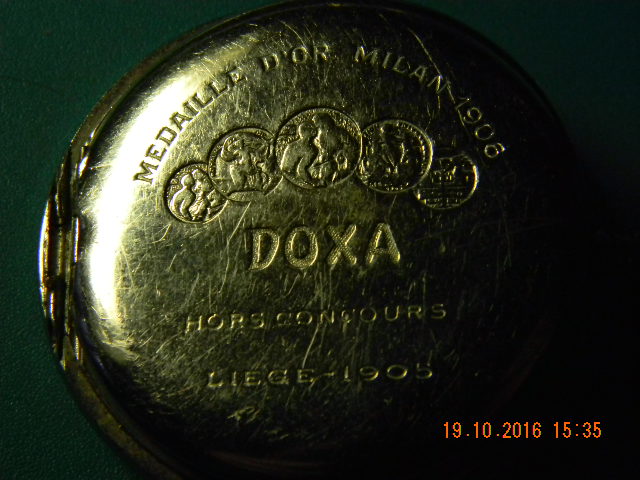 MEDAILLE D'OR MILAN-1906
DOXA
HORS CONCOURS
LIEGE-1905
19.10.2016 15:35